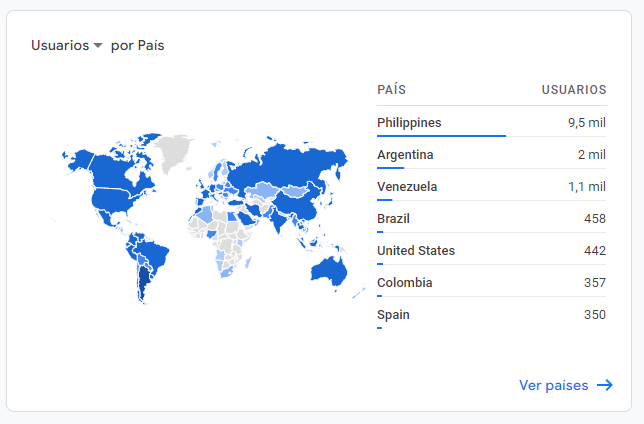 Usuarios por País
PAÍS USUARIOS
Philippines 9,5 mil
Argentina 2 mil
Venezuela 1,1 mil
Brazil 458
United States 442
Colombia 357
Spain 350
Ver países